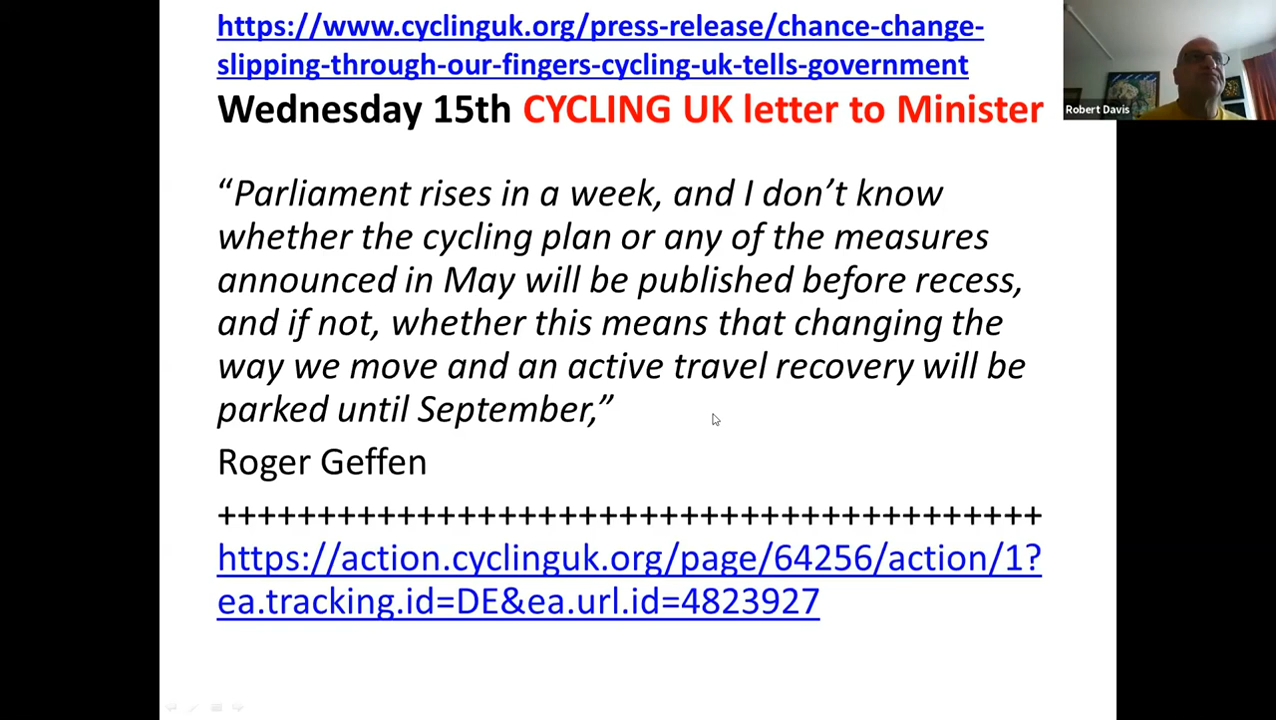 https://www.cyclinguk.org/press-release/chance-change-
slipping-through-our-fingers-cycling-uk-tells-government
Wednesday 15th CYCLING UK letter to Minister
Robert Davis
“Parliament rises in a week, and I don’t know
whether the cycling plan or any of the measures
announced in May will be published before recess,
and if not, whether this means that changing the
way we move and an active travel recovery will be
parked until September,”
Roger Geffen
+++++++++++++++++++++++++++++++++++++++++
https://action.cyclinguk.org/page/64256/action/1?
ea.tracking.id=DE&ea.url.id=4823927